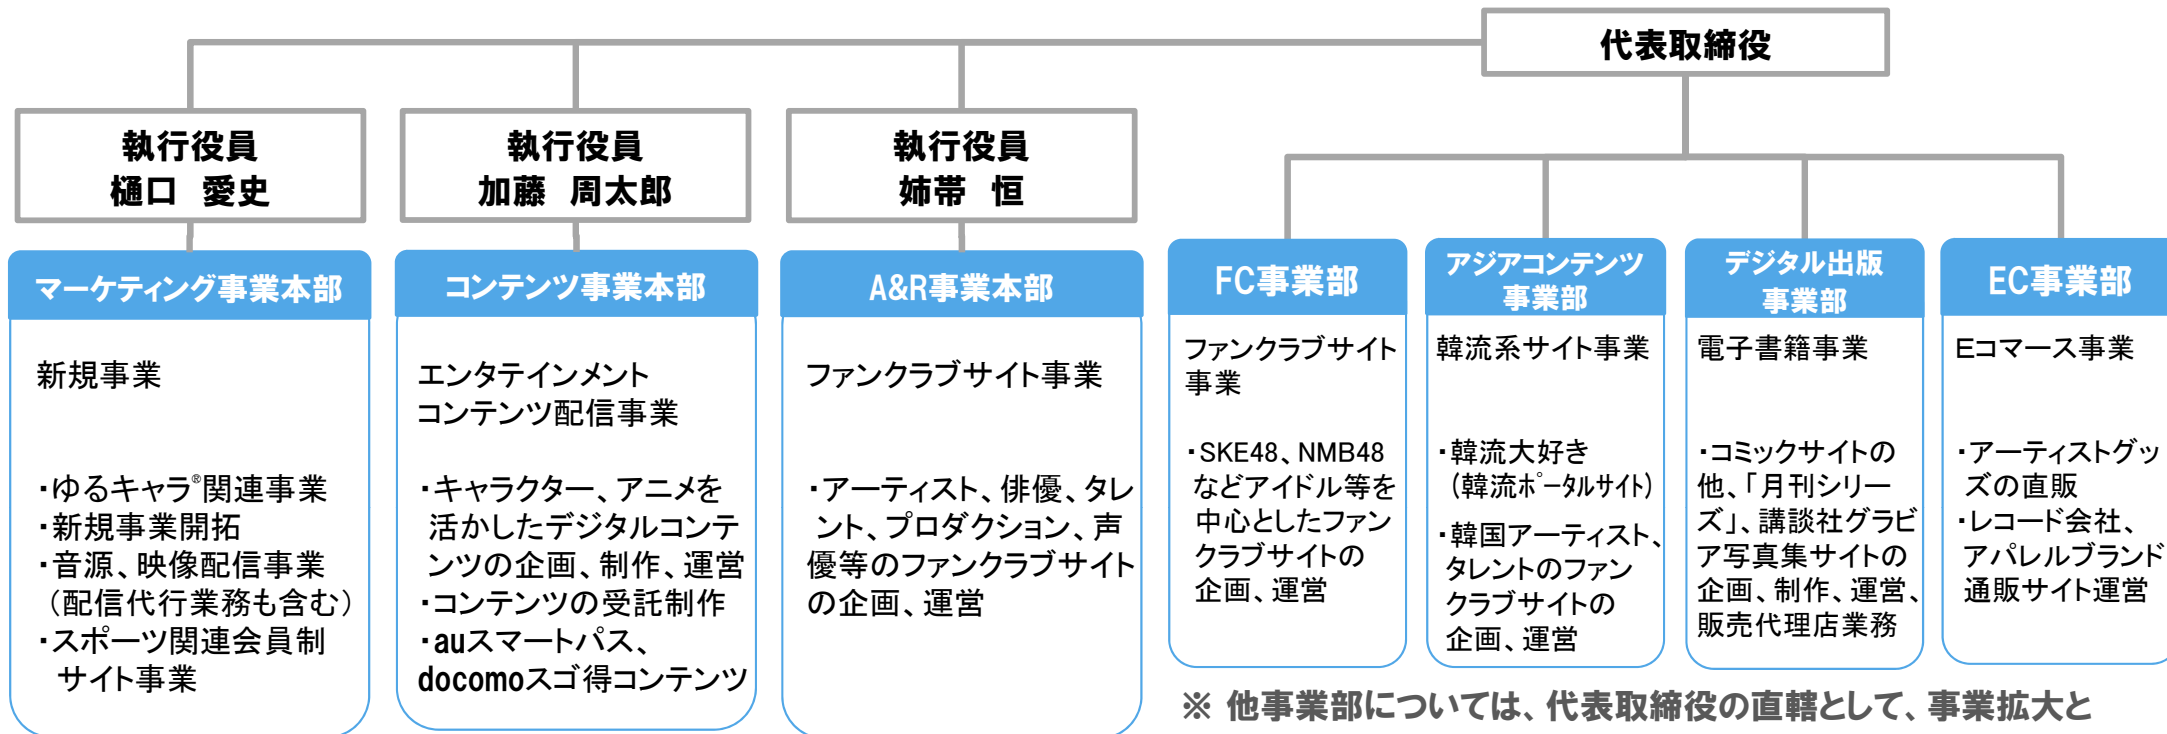 代表取締役
執行役員
樋口　愛史
執行役員
加藤　周太郎
執行役員
姉帯　恒
マーケティング事業本部
新規事業
・ゆるキャラ®関連事業
・新規事業開拓
・音源、映像配信事業
（配信代行業務も含む）
・スポーツ関連会員制
サイト事業
コンテンツ事業本部
エンタテインメント
コンテンツ配信事業
・キャラクター、アニメを
活かしたデジタルコンテ
ンツの企画、制作、運営
・コンテンツの受託制作
・auスマートパス、
docomoスゴ得コンテンツ
A&R事業本部
ファンクラブサイト事業
・アーティスト、俳優、タレ
ント、プロダクション、声
優等のファンクラブサイト
の企画、運営
FC事業部
ファンクラブサイト
事業
・SKE48、NMB48
などアイドル等を
中心としたファン
クラブサイトの
企画、運営
アジアコンテンツ
事業部
韓流系サイト事業
・韓流大好き
（韓流ポータルサイト）
・韓国アーティスト、
タレントのファン
クラブサイトの
企画、運営
デジタル出版
事業部
電子書籍事業
・コミックサイトの
他、「月刊シリー
ズ」、講談社グラビ
ア写真集サイトの
企画、制作、運営、
販売代理店業務
EC事業部
Eコマース事業
・アーティストグッ
ズの直販
・レコード会社、
アパレルブランド
通販サイト運営
※ 他事業部については、代表取締役の直轄として、事業拡大と